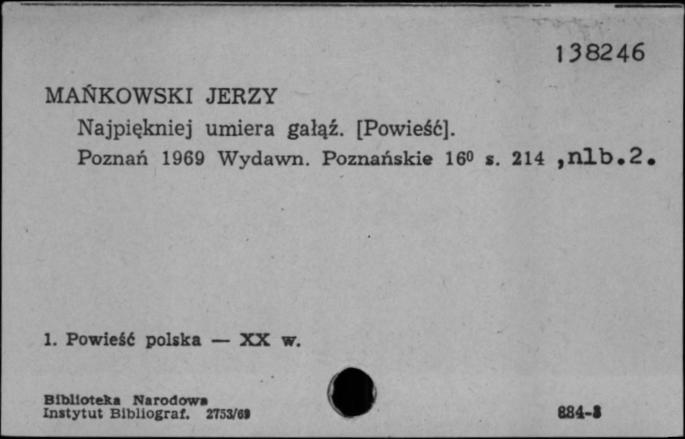 138246
MAŃKOWSKI JERZY
Najpiękniej umiera gałąź. [Powieść].
Poznań 1969 Wydawn. Poznańskie 16⁰ s. 214 ,nlb.2.
1. Powieść polska — XX w.
Biblioteka Narodowa
Instytut Bibliograf. 2753/69
884-3